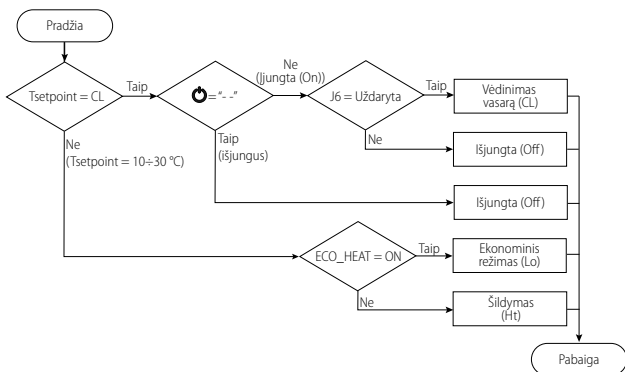 Pradžia
Tsetpoint = CL
Taip
= "- -"
Ne
(Įjungta (On))
J6 = Uždaryta
Taip
Vėdinimas
vasarą (CL)
Ne
(Tsetpoint = 10÷30 °C)
Taip
(išjungus)
Ne
Išjungta (Off)
Išjungta (Off)
ECO_HEAT = ON
Taip
Ekonominis
režimas (Lo)
Ne
Šildymas
(Ht)
Pabaiga